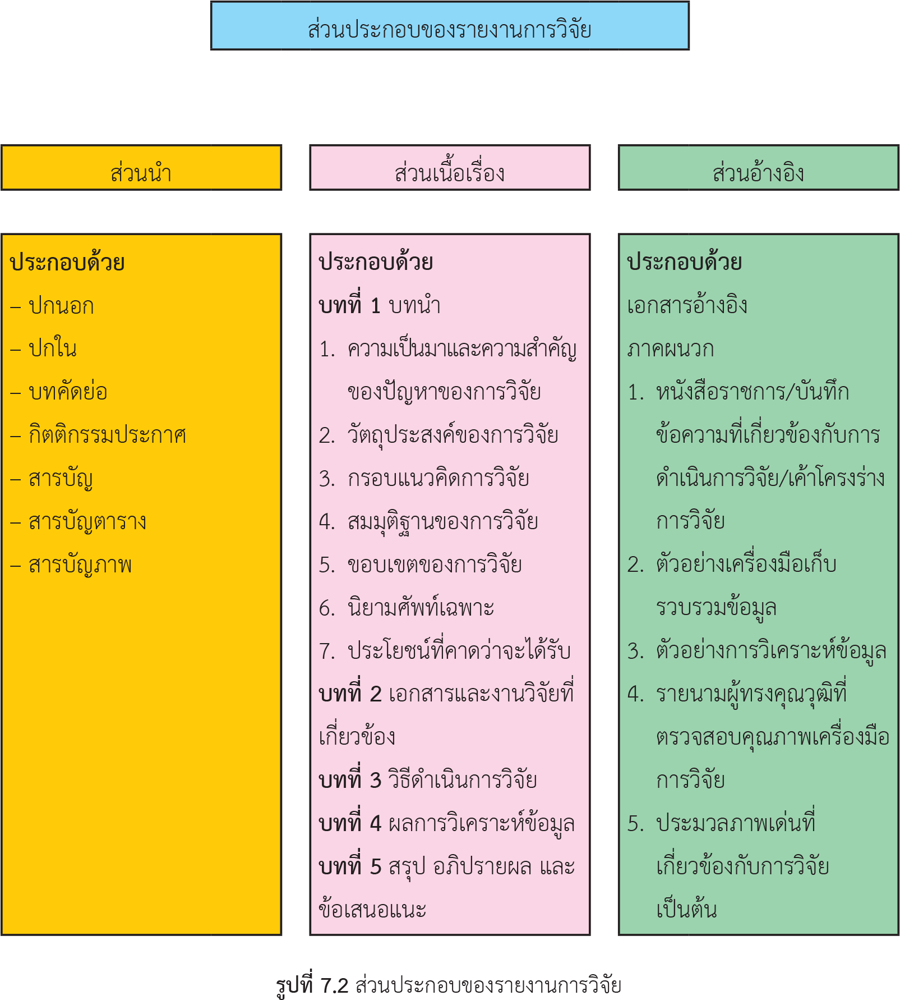 ส่วนประกอบของรายงานการวิจัย
ส่วนนำ
ประกอบด้วย
– ปกนอก
– ปกใน
– บทคัดย่อ
– กิตติกรรมประกาศ
– สารบัญ
– สารบัญตาราง
– สารบัญภาพ
ส่วนเนื้อเรื่อง
ประกอบด้วย
บทที่ 1 บทนำ
1. ความเป็นมาและความสำคัญ
ของปัญหาของการวิจัย
2. วัตถุประสงค์ของการวิจัย
3. กรอบแนวคิดการวิจัย
4. สมมุติฐานของการวิจัย
5. ขอบเขตของการวิจัย
6. นิยามศัพท์เฉพาะ
7. ประโยชน์ที่คาดว่าจะได้รับ
บทที่ 2 เอกสารและงานวิจัยที่
เกี่ยวข้อง
บทที่ 3 วิธีดำเนินการวิจัย
บทที่ 4 ผลการวิเคราะห์ข้อมูล
บทที่ 5 สรุป อภิปรายผล และ
ข้อเสนอแนะ
ส่วนอ้างอิง
ประกอบด้วย
เอกสารอ้างอิง
ภาคผนวก
1. หนังสือราชการ/บันทึก
ข้อความที่เกี่ยวข้องกับการ
ดำเนินการวิจัย/เค้าโครงร่าง
การวิจัย
2. ตัวอย่างเครื่องมือเก็บ
รวบรวมข้อมูล
3. ตัวอย่างการวิเคราะห์ข้อมูล
4. รายนามผู้ทรงคุณวุฒิที่
ตรวจสอบคุณภาพเครื่องมือ
การวิจัย
5. ประมวลภาพเด่นที่
เกี่ยวข้องกับการวิจัย
เป็นต้น
รูปที่ 7.2 ส่วนประกอบของรายงานการวิจัย